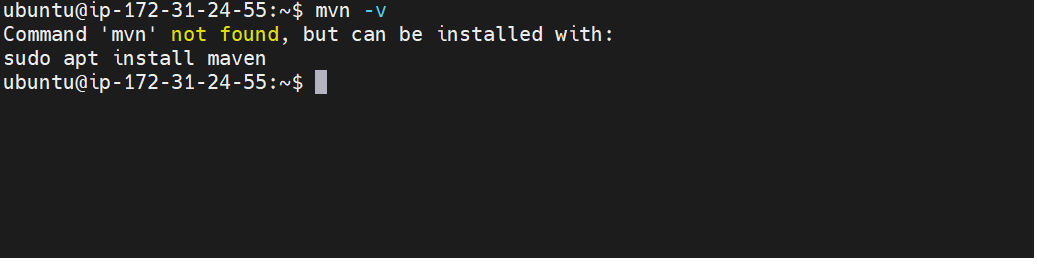 ubuntu@ip-172-31-24-55:~$ mvn -v
Command 'mvn' not found, but can be installed with:
sudo apt install maven
ubuntu@ip-172-31-24-55:~$